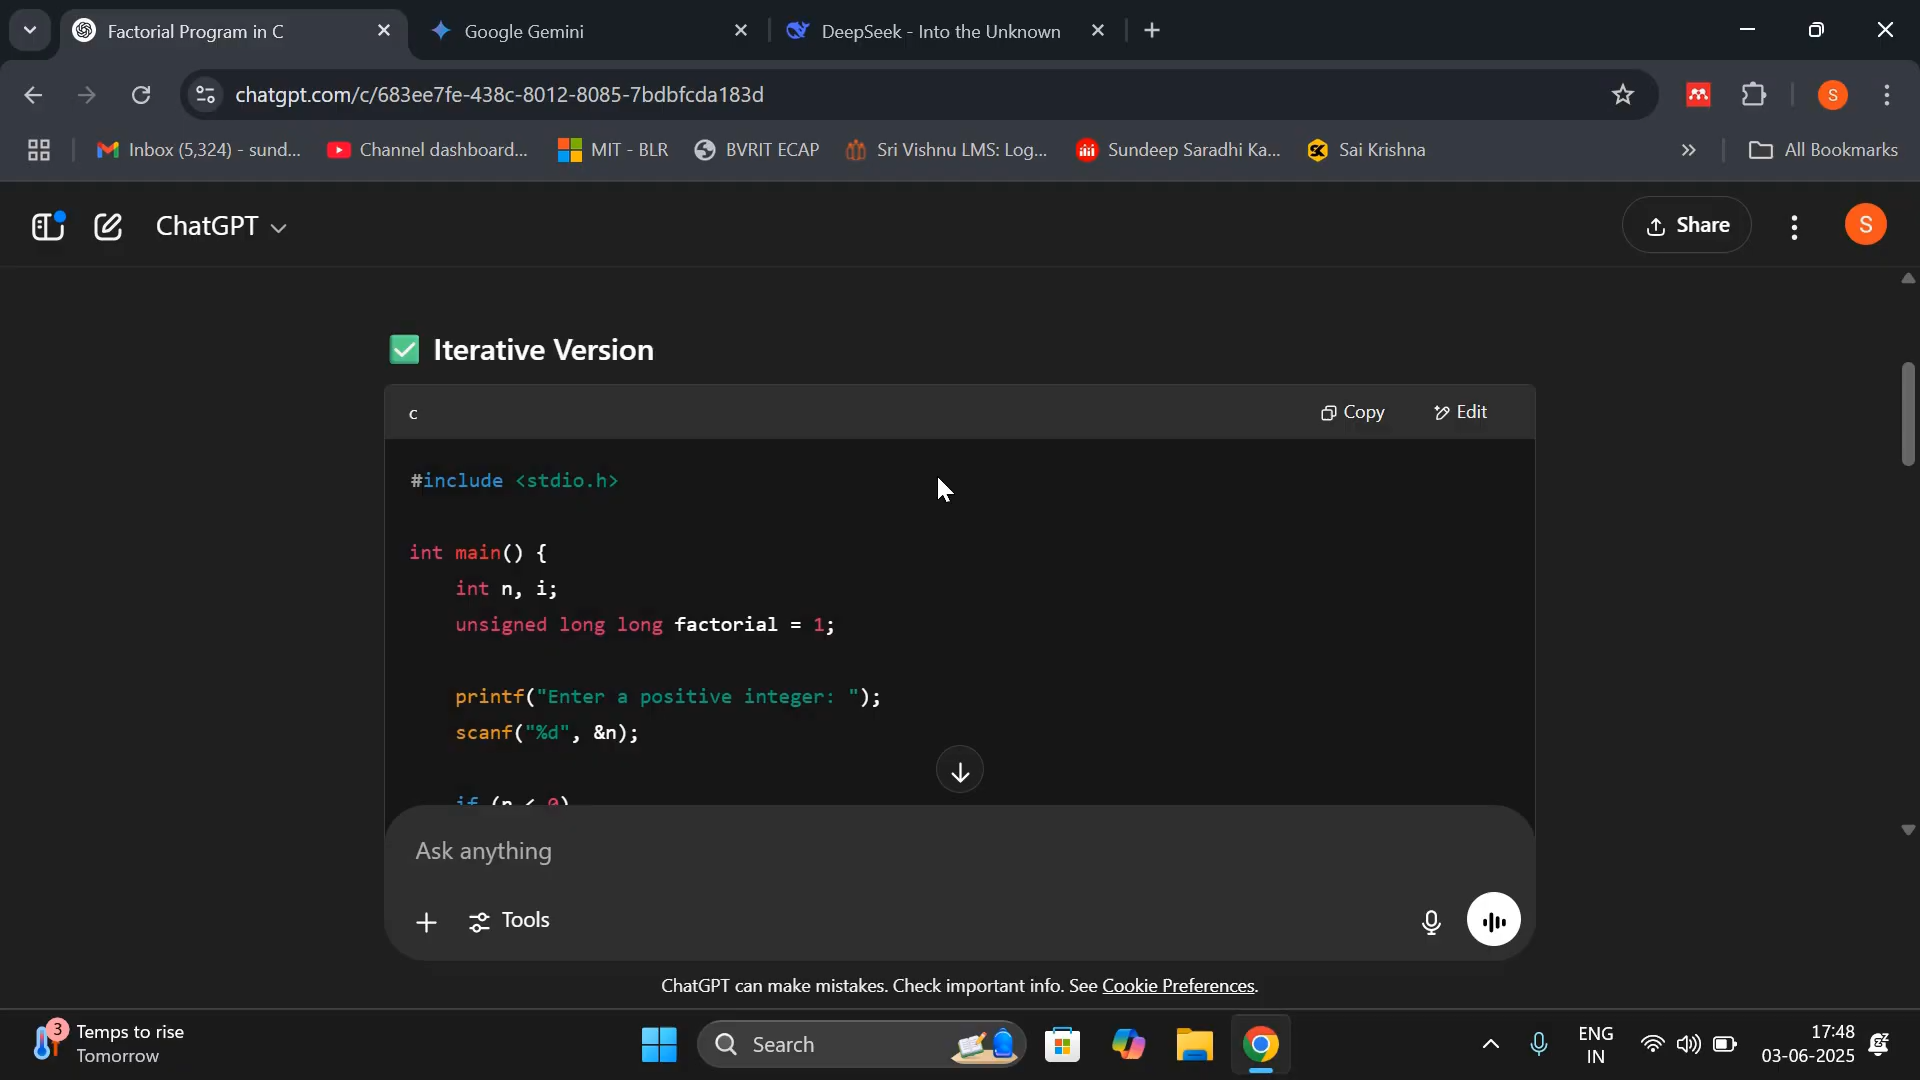 Factorial Program in C
Google Gemini
DeepSeek - Into the Unknown
chatgpt.com/c/683ee7fe-438c-8012-8085-7bdbfcda183d
S
Inbox (5,324) - sund...
Channel dashboard...
MIT - BLR
BVRIT ECAP
Sri Vishnu LMS: Log...
Sundeep Saradhi Ka...
Sai Krishna
All Bookmarks
ChatGPT
Share
S
Iterative Version
c
Copy
Edit
#include <stdio.h>
int main() {
int n, i;
unsigned long long factorial = 1;
printf("Enter a positive integer: ");
scanf("%d", &n);
if (n < 0)
Ask anything
Tools
ChatGPT can make mistakes. Check important info. See Cookie Preferences.
3
Temps to rise
Tomorrow
Search
ENG
IN
17:48
03-06-2025